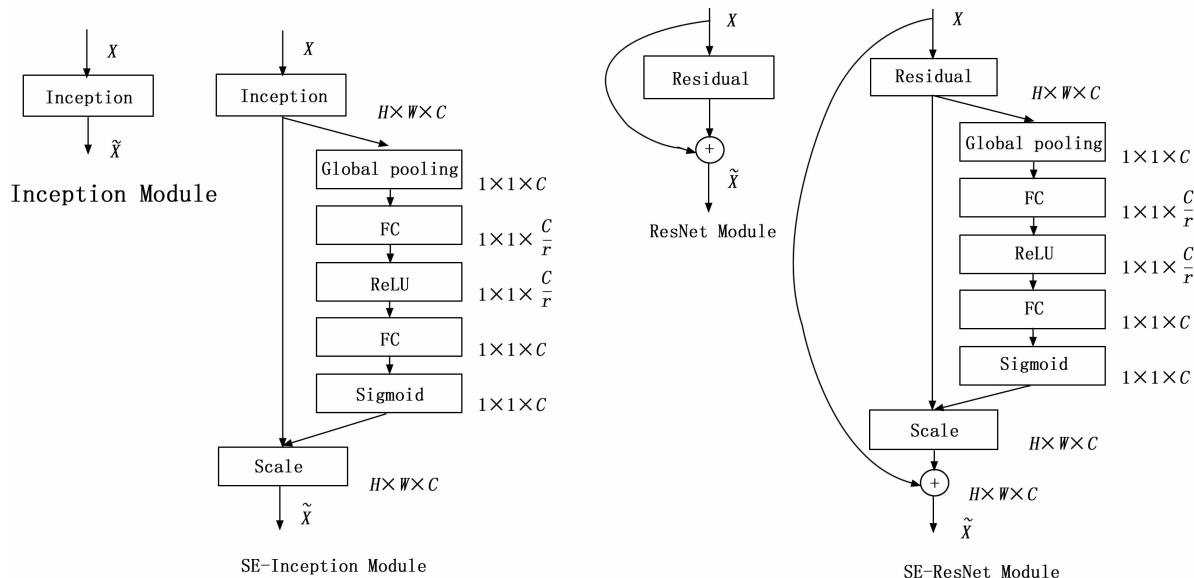 X
Inception
X̃
Inception Module
X
Inception
H×W×C
Global pooling
1×1×C
FC
1×1×C/r
ReLU
1×1×C/r
FC
1×1×C
Sigmoid
1×1×C
Scale
H×W×C
X̃
SE-Inception Module
X
Residual
+
X̃
ResNet Module
X
Residual
H×W×C
Global pooling
1×1×C
FC
1×1×C/r
ReLU
1×1×C/r
FC
1×1×C
Sigmoid
1×1×C
Scale
H×W×C
+
H×W×C
X̃
SE-ResNet Module